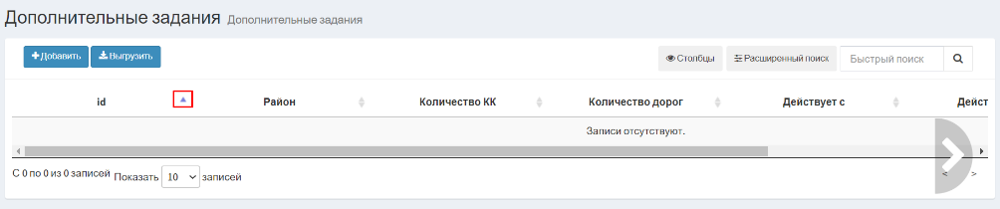 Дополнительные задания Дополнительные задания
Добавить Выгрузить Столбцы Расширенный поиск Быстрый поиск
id Район Количество КК Количество дорог Действует с Дейст
Записи отсутствуют.
С 0 по 0 из 0 записей Показать 10 записей < >